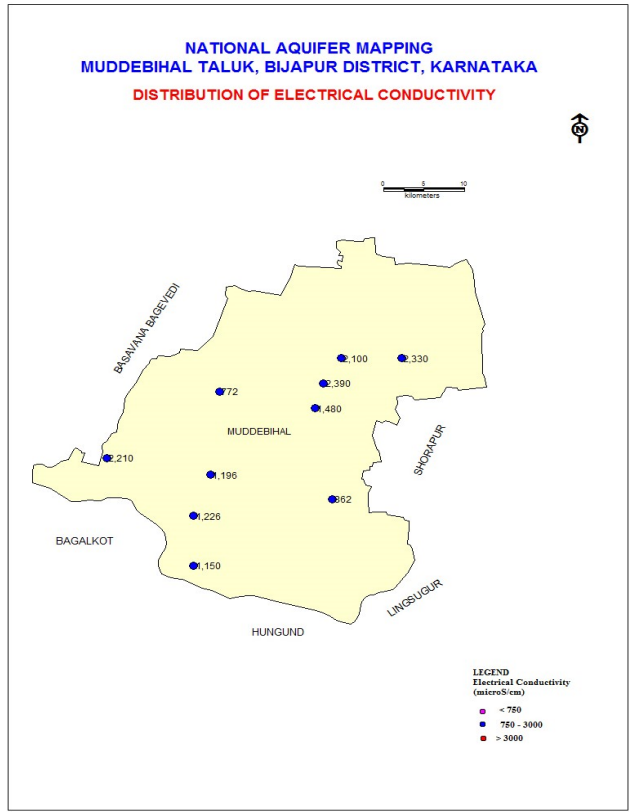 NATIONAL AQUIFER MAPPING
MUDDEBIHAL TALUK, BIJAPUR DISTRICT, KARNATAKA
DISTRIBUTION OF ELECTRICAL CONDUCTIVITY
N
0 5 10
kilometers
BASAVANA BAGEVEDI
2,100
2,330
2,390
772
1,480
MUDDEBIHAL
SHORAPUR
2,210
1,196
1,226
BAGALKOT
1,150
LINGSUGUR
HUNGUND
LEGEND
Electrical Conductivity
(microS/cm)
< 750
750 - 3000
> 3000